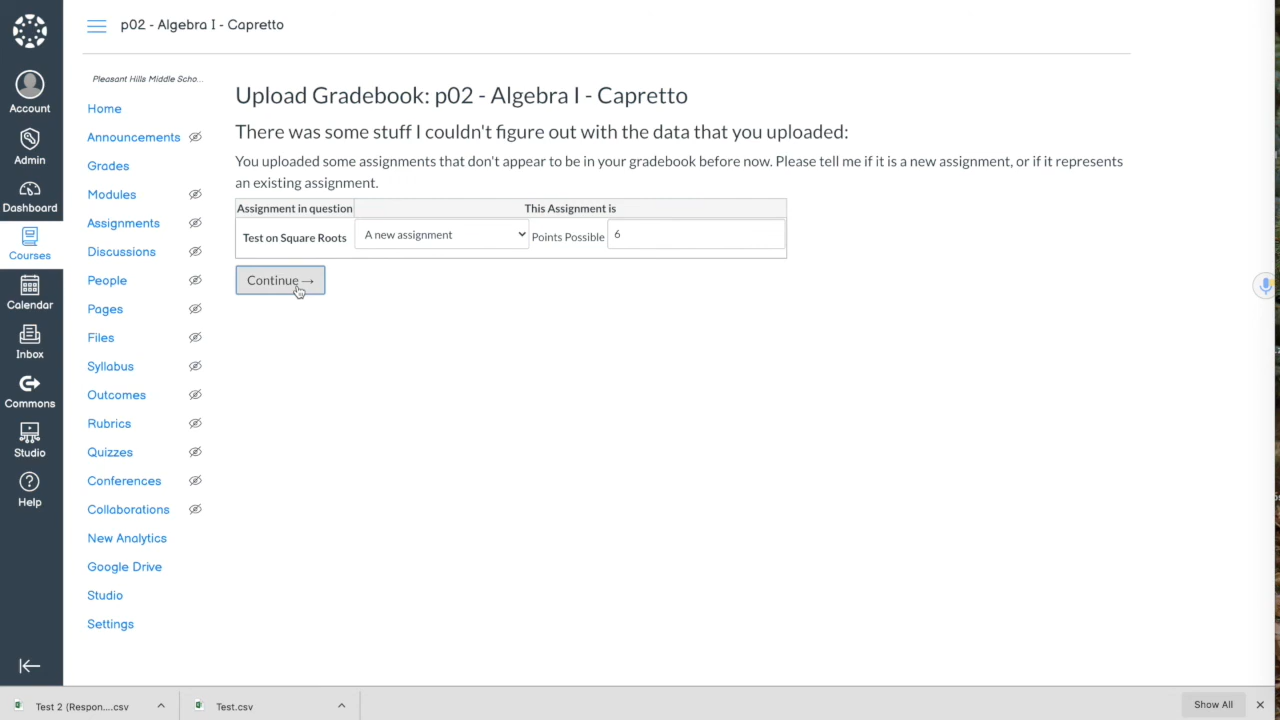 p02 - Algebra I - Capretto
Account
Admin
Dashboard
Courses
Calendar
Inbox
Commons
Studio
Help
Pleasant Hills Middle Scho...
Home
Announcements
Grades
Modules
Assignments
Discussions
People
Pages
Files
Syllabus
Outcomes
Rubrics
Quizzes
Conferences
Collaborations
New Analytics
Google Drive
Studio
Settings
Upload Gradebook: p02 - Algebra I - Capretto
There was some stuff I couldn't figure out with the data that you uploaded:
You uploaded some assignments that don't appear to be in your gradebook before now. Please tell me if it is a new assignment, or if it represents
an existing assignment.
Assignment in question This Assignment is
Test on Square Roots A new assignment Points Possible 6
Continue →
Test 2 (Respon....csv Test.csv Show All